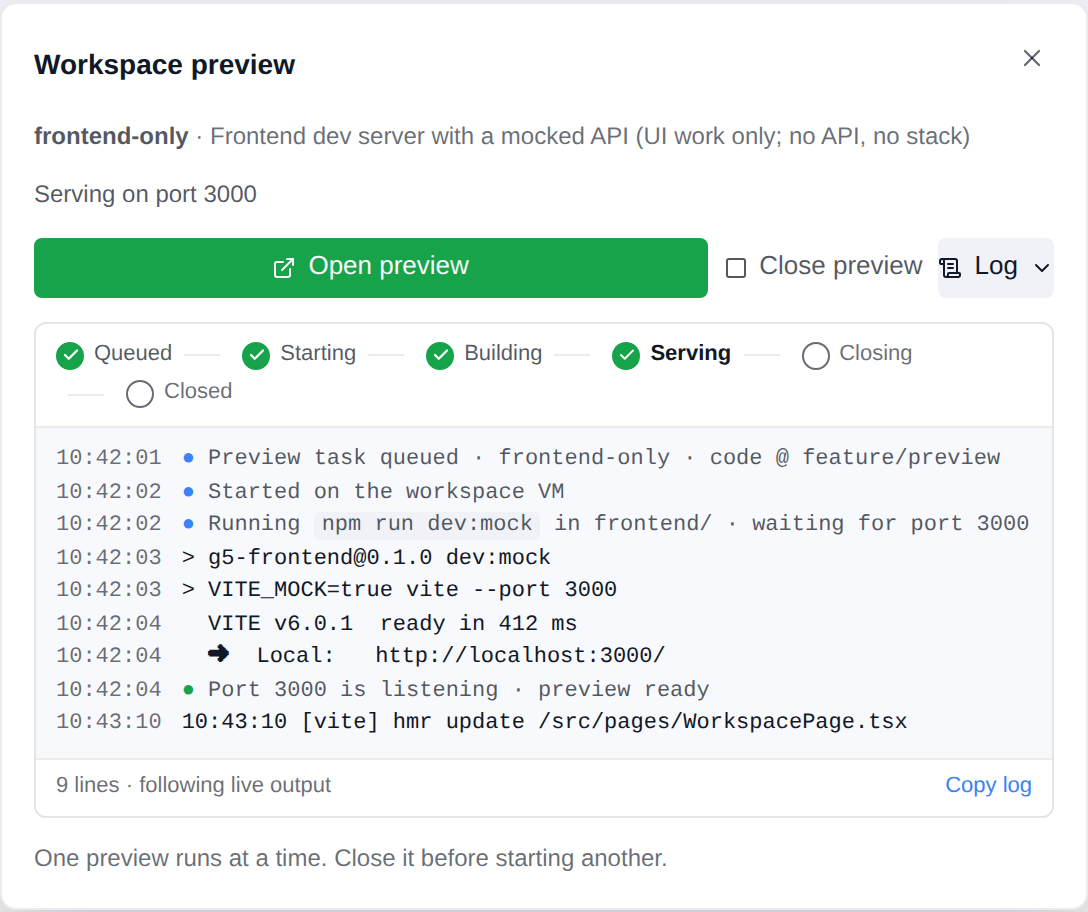 Workspace preview
frontend-only · Frontend dev server with a mocked API (UI work only; no API, no stack)
Serving on port 3000
Open preview Close preview Log
Queued Starting Building Serving Closing
Closed
10:42:01 ● Preview task queued · frontend-only · code @ feature/preview
10:42:02 ● Started on the workspace VM
10:42:02 ● Running npm run dev:mock in frontend/ · waiting for port 3000
10:42:03 > g5-frontend@0.1.0 dev:mock
10:42:03 > VITE_MOCK=true vite --port 3000
10:42:04 VITE v6.0.1 ready in 412 ms
10:42:04 ➜ Local: http://localhost:3000/
10:42:04 ● Port 3000 is listening · preview ready
10:43:10 10:43:10 [vite] hmr update /src/pages/WorkspacePage.tsx
9 lines · following live output Copy log
One preview runs at a time. Close it before starting another.